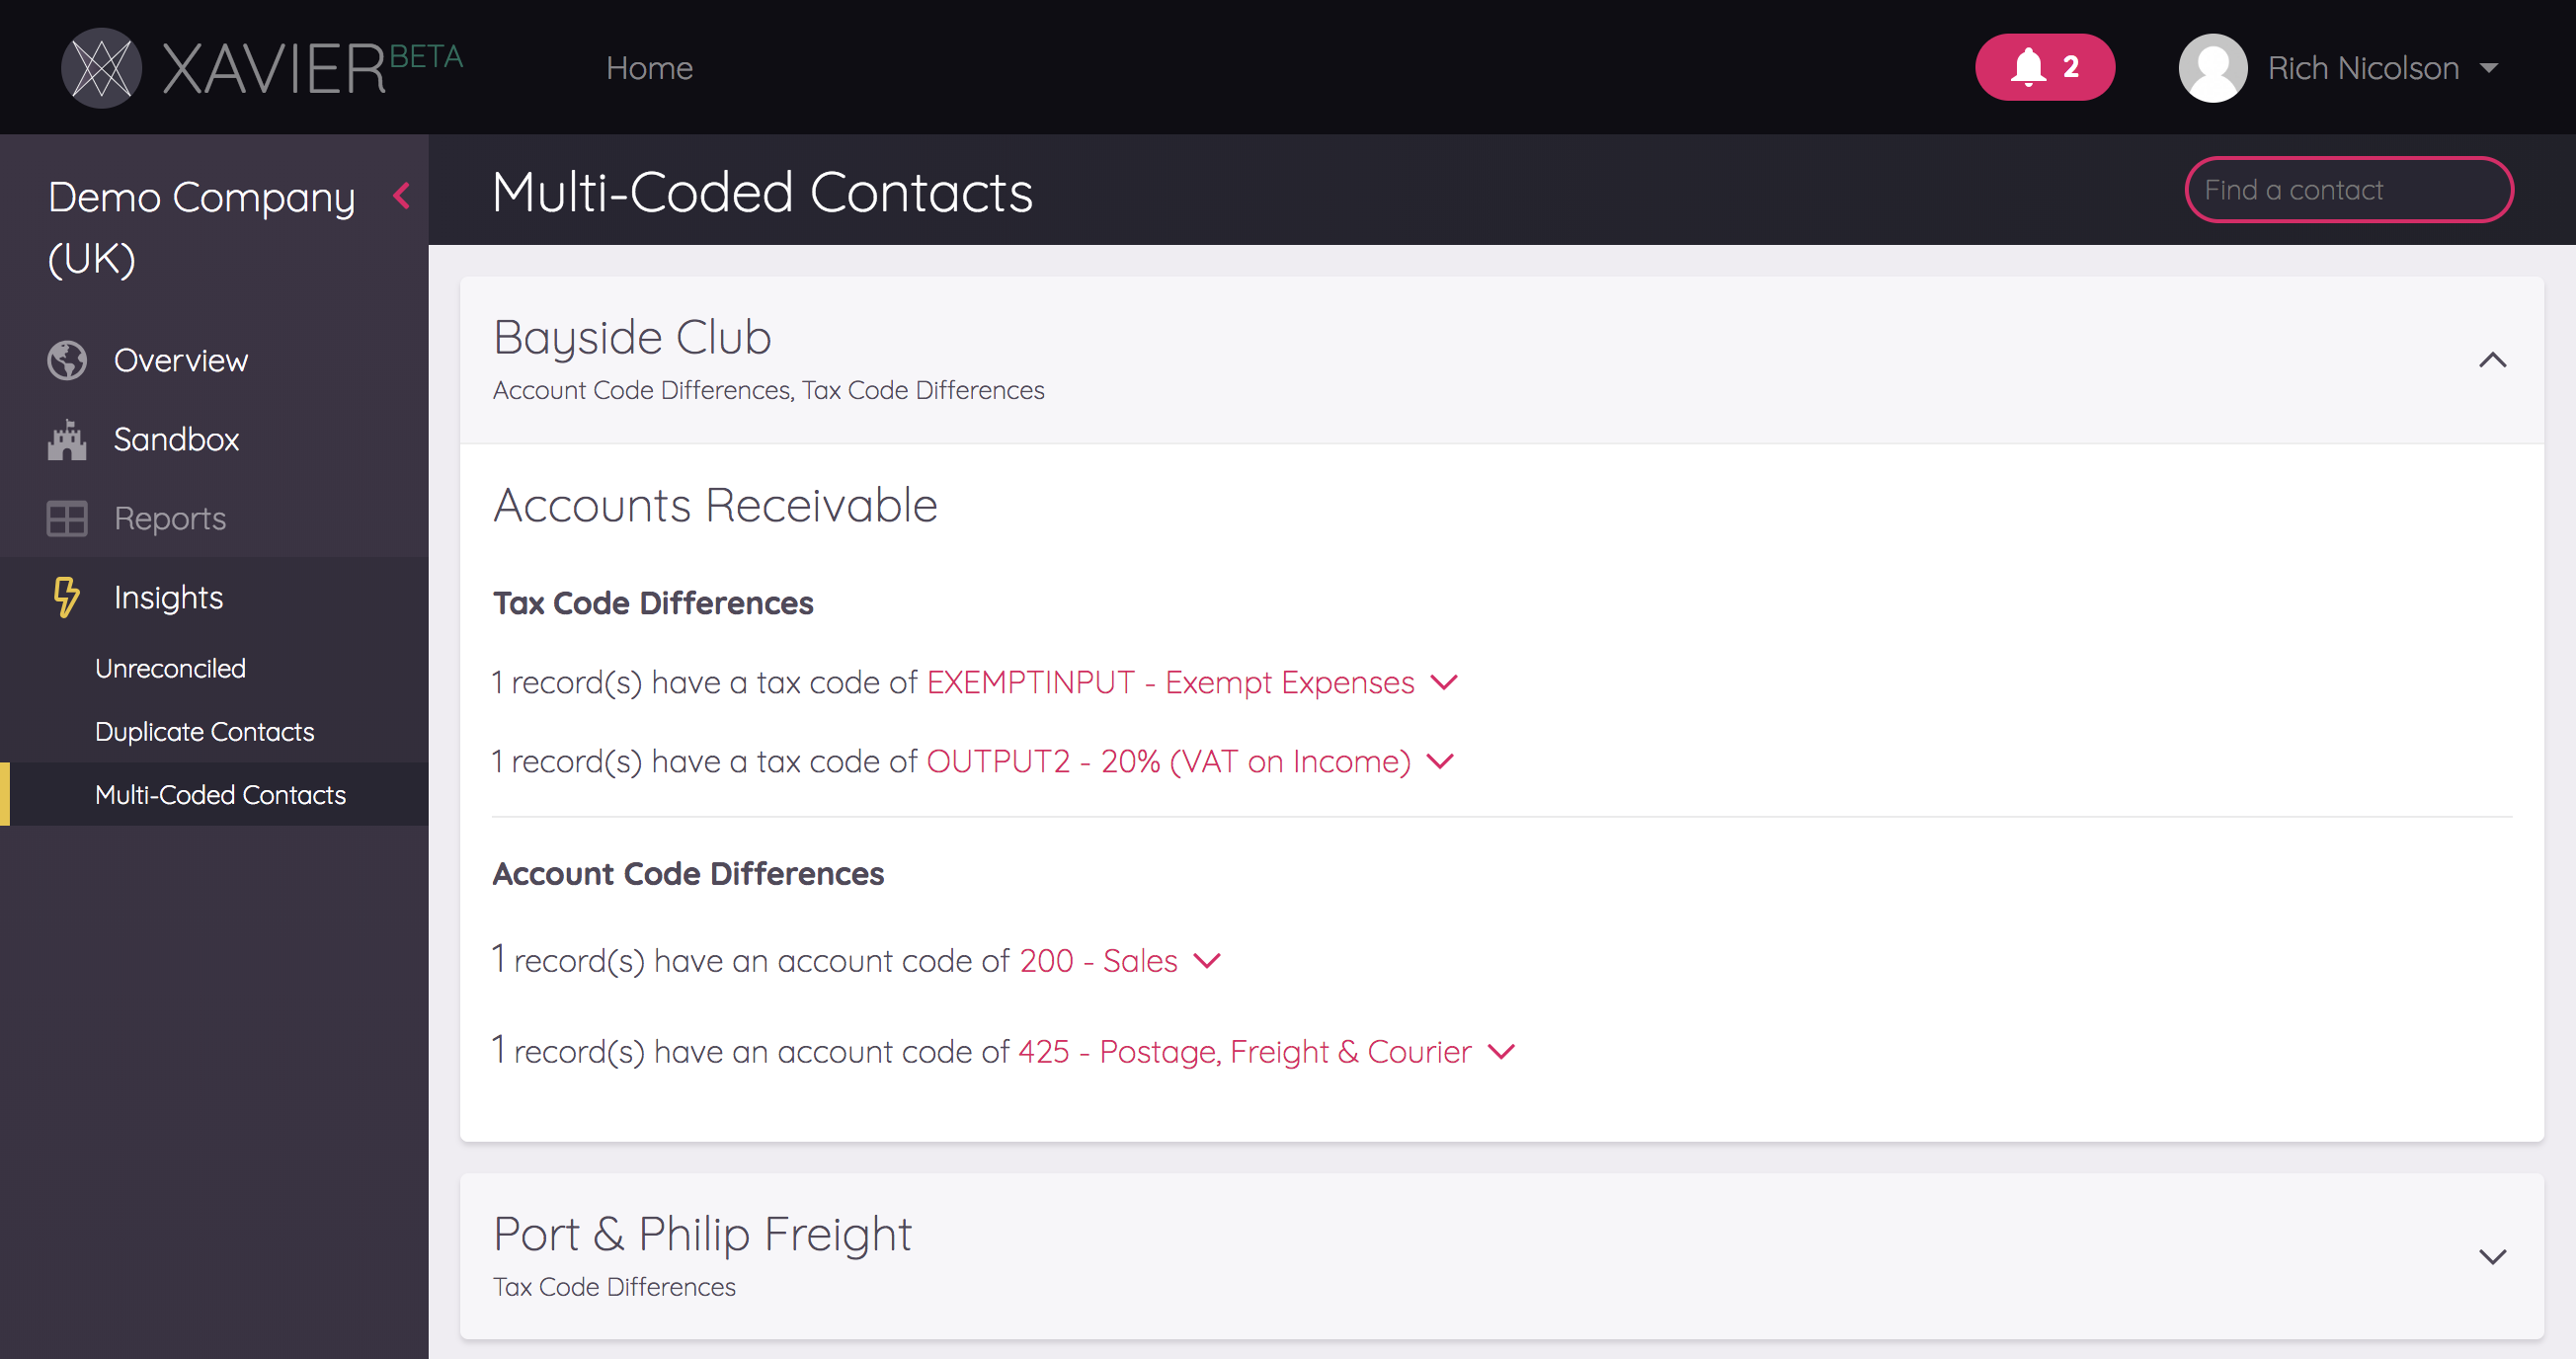 XAVIER BETA
Home
2
Rich Nicolson
Demo Company
(UK)
Overview
Sandbox
Reports
Insights
Unreconciled
Duplicate Contacts
Multi-Coded Contacts
Multi-Coded Contacts
Find a contact
Bayside Club
Account Code Differences, Tax Code Differences
Accounts Receivable
Tax Code Differences
1 record(s) have a tax code of EXEMPTINPUT - Exempt Expenses
1 record(s) have a tax code of OUTPUT2 - 20% (VAT on Income)
Account Code Differences
1 record(s) have an account code of 200 - Sales
1 record(s) have an account code of 425 - Postage, Freight & Courier
Port & Philip Freight
Tax Code Differences